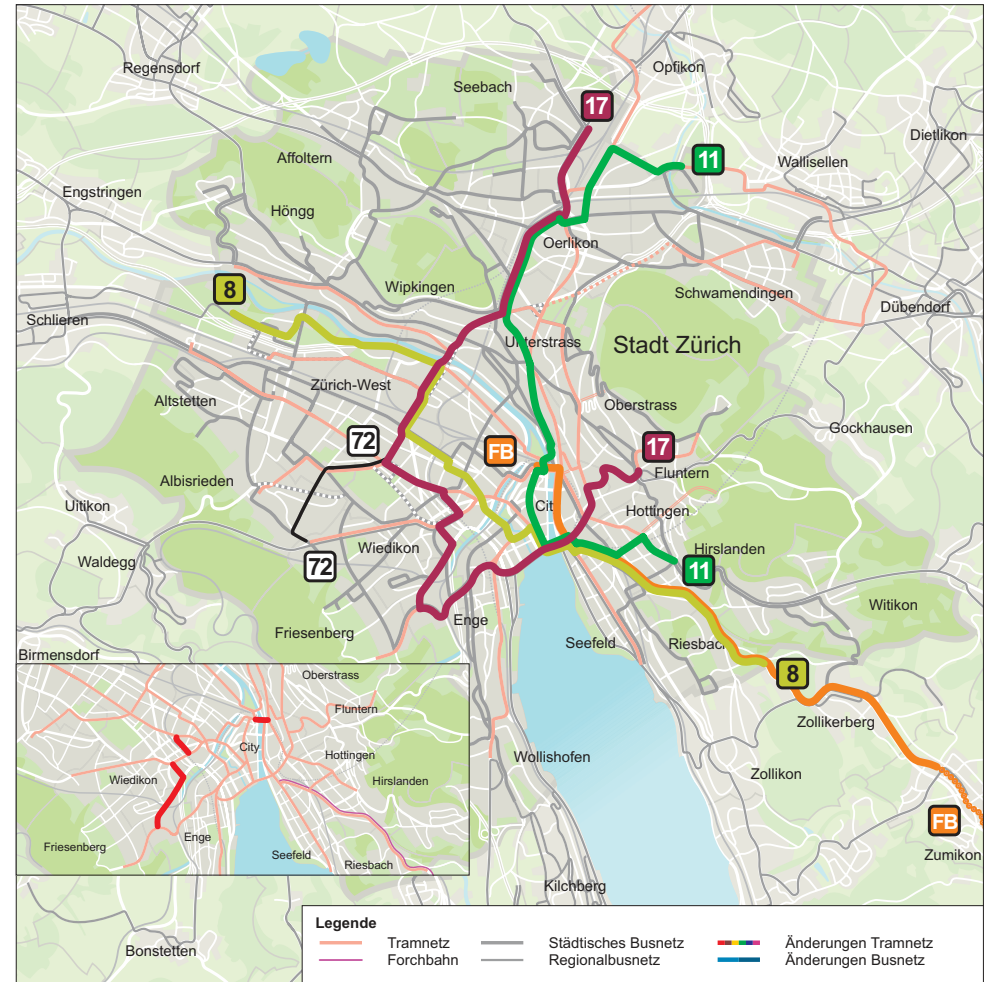 Regensdorf
Opfikon
Seebach
17
Dietlikon
Affoltern
11
Wallisellen
Engstringen
Höngg
Oerlikon
8
Wipkingen
Schwamendingen
Dübendorf
Schlieren
Unterstrass
Stadt Zürich
Zürich-West
Altstetten
Oberstrass
Gockhausen
72
17
FB
Fluntern
Albisrieden
Uitikon
City
Hottingen
Wiedikon
Hirslanden
Waldegg
72
11
Witikon
Enge
Friesenberg
Seefeld
Riesbach
Birmensdorf
8
Oberstrass
Fluntern
Zollikerberg
City
Hottingen
Wollishofen
Wiedikon
Hirslanden
Zollikon
FB
Enge
Friesenberg
Seefeld
Riesbach
Zumikon
Kilchberg
Bonstetten
Legende
Tramnetz
Städtisches Busnetz
Änderungen Tramnetz
Forchbahn
Regionalbusnetz
Änderungen Busnetz